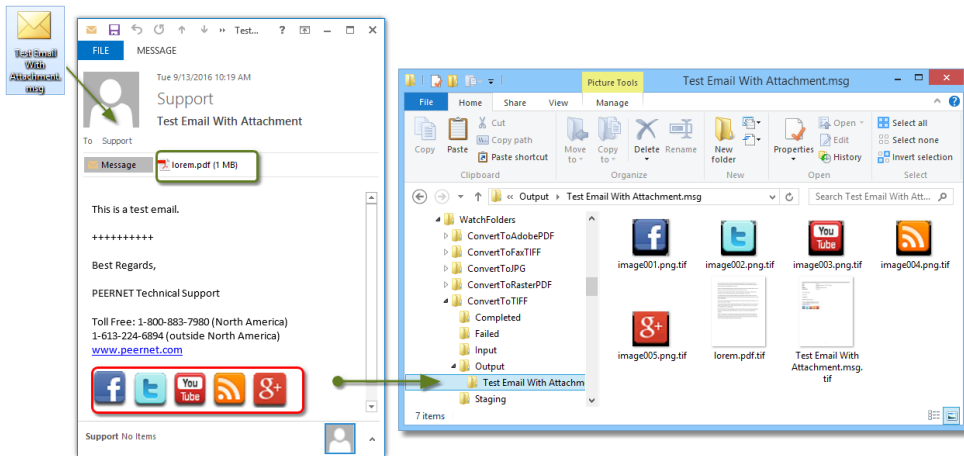 Test Email
With
Attachment.
msg
Test... ?
FILE MESSAGE
Tue 9/13/2016 10:19 AM
Support
Test Email With Attachment
To Support
Message lorem.pdf (1 MB)
This is a test email.
++++++++++
Best Regards,
PEERNET Technical Support
Toll Free: 1-800-883-7980 (North America)
1-613-224-6894 (outside North America)
www.peernet.com
f t You Tube g+
Support No Items
Picture Tools Test Email With Attachment.msg
File Home Share View Manage
Copy Paste Cut Copy path Paste shortcut
Move to Copy to Delete Rename
New folder
Properties Open Edit History
Select all Select none Invert selection
Clipboard Organize New Open Select
« Output Test Email With Attachment.msg Search Test Email With Att...
WatchFolders
ConvertToAdobePDF
ConvertToFaxTIFF
ConvertToJPG
ConvertToRasterPDF
ConvertToTIFF
Completed
Failed
Input
Output
Test Email With Attachm
Staging
f t You Tube
image001.png.tif image002.png.tif image003.png.tif image004.png.tif
g+
image005.png.tif lorem.pdf.tif Test Email With
Attachment.msg.
tif
7 items